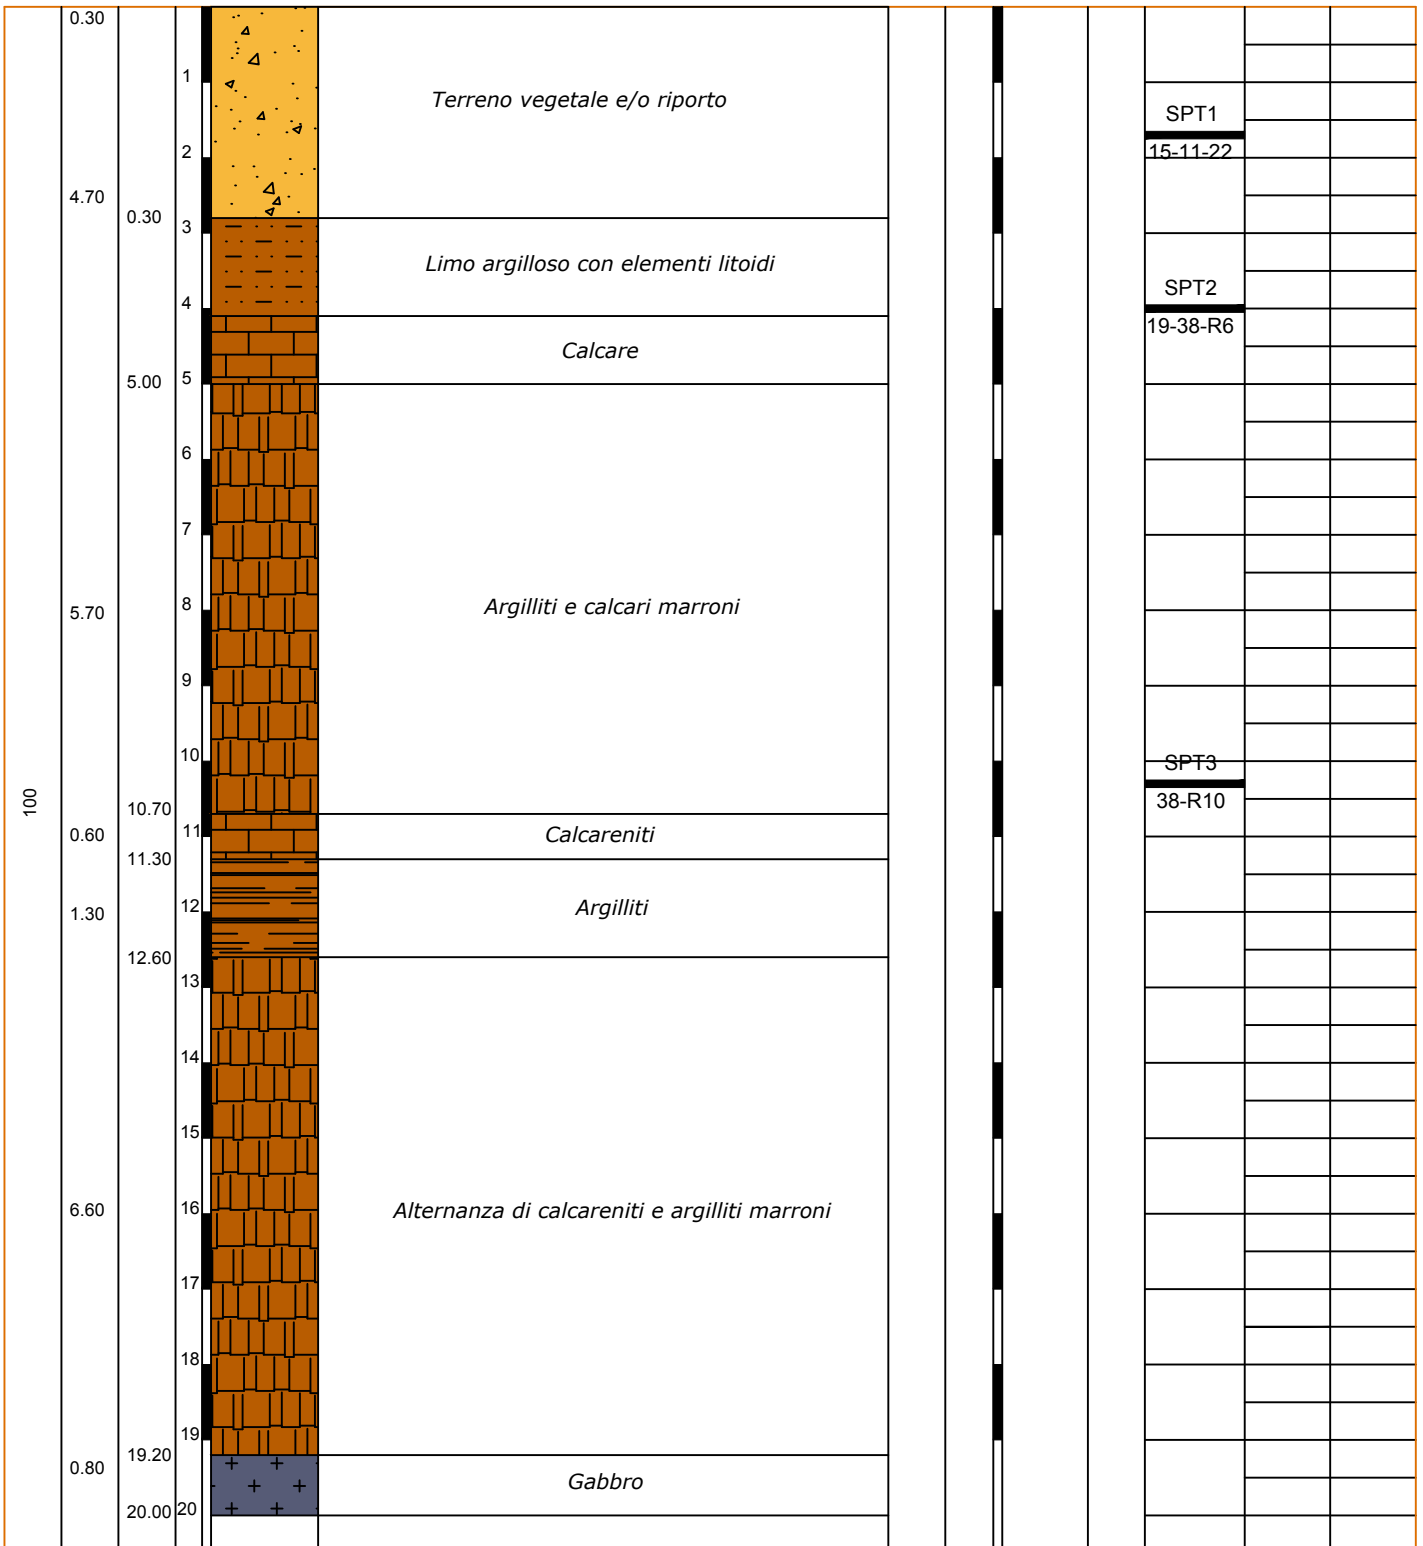 0.30
1
Terreno vegetale e/o riporto
SPT1
2
15-11-22
4.70
0.30
3
Limo argilloso con elementi litoidi
SPT2
4
19-38-R6
Calcare
5.00
5
6
7
5.70
8
Argilliti e calcari marroni
9
10
SPT3
100
38-R10
10.70
0.60
11
Calcareniti
11.30
1.30
12
Argilliti
12.60
13
14
15
6.60
16
Alternanza di calcareniti e argilliti marroni
17
18
19
19.20
0.80
Gabbro
20.00
20